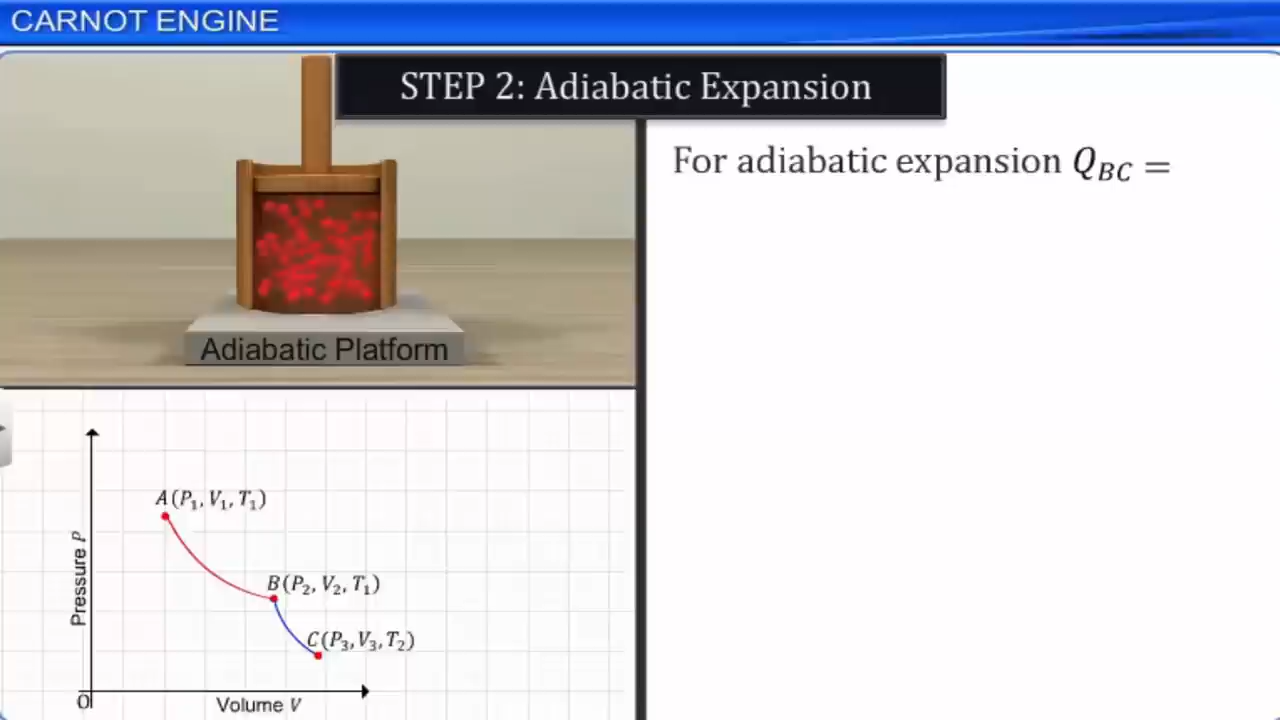 CARNOT ENGINE
STEP 2: Adiabatic Expansion
For adiabatic expansion Q_BC =
Adiabatic Platform
A(P₁, V₁, T₁)
B(P₂, V₂, T₁)
C(P₃, V₃, T₂)
Pressure P
O
Volume V